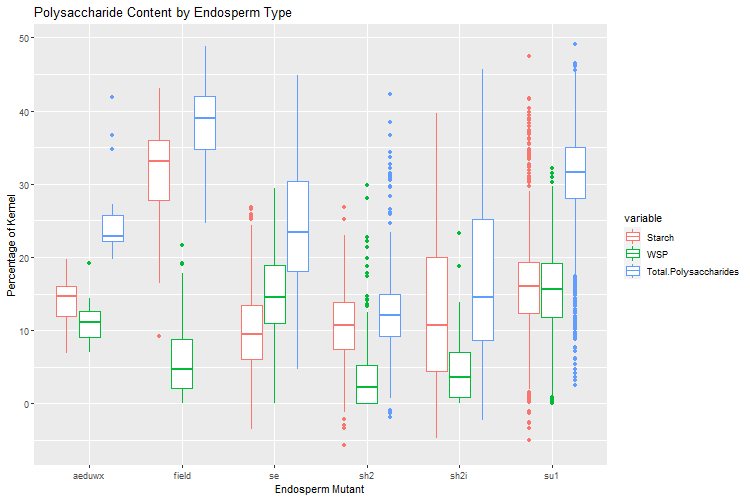 Polysaccharide Content by Endosperm Type
Percentage of Kernel
50
40
30
20
10
0
aeduwx
field
se
sh2
sh2i
su1
Endosperm Mutant
variable
Starch
WSP
Total.Polysaccharides